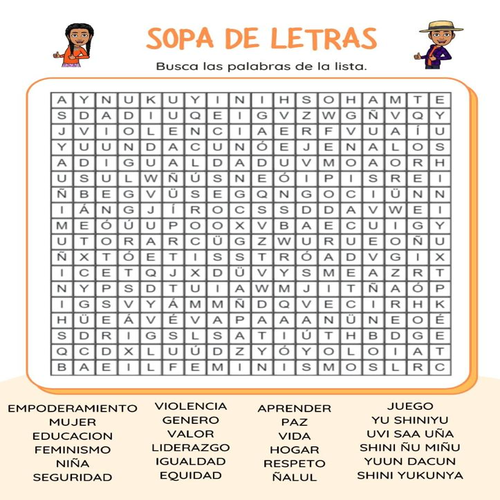 SOPA DE LETRAS
Busca las palabras de la lista.
A Y N U K U Y I N I H S O H A M T E
S D A D I U Q E I G V Z W G Ñ V Q Y
J V I O L E N C I A E R F V U A Í U
Y U U N D A C U N Ó E J E N A L O S
A D I G U A L D A D U V M O A O R H
U S U L W Ñ Ú S N E Ó I P I S R E I
Ñ B E G V Ü S E G Q N G O C I Ü N N
I Á N G J Í R O C S S D D A V W E I
M E Ó Ú U P O O X V B A E C U I G Y
U T O R A R C Ü G Z W U R U E O Ñ U
Ñ X T Ó E T I S S T R Ó A D V G I X
I C E T Q J X D Ü V Y S M E A Z R T
N Y P S D T U I A W M J I T Ñ A Ó P
I G S V Y Á M M Ñ D Q V E C I R H K
H Ü E Á V É V A P A A A N Ü N E O É
S D R I G S L S A T I Ú T H B D G E
Q C D X L U Ú D Z Y Ó Y O L O I A T
B A E I L F E M I N I S M O S L R C
EMPODERAMIENTO VIOLENCIA APRENDER JUEGO
MUJER GENERO PAZ YU SHINIYU
EDUCACION VALOR VIDA UVI SAA UÑA
FEMINISMO LIDERAZGO HOGAR SHINI ÑU MIÑU
NIÑA IGUALDAD RESPETO YUUN DACUN
SEGURIDAD EQUIDAD ÑALUL SHINI YUKUNYA